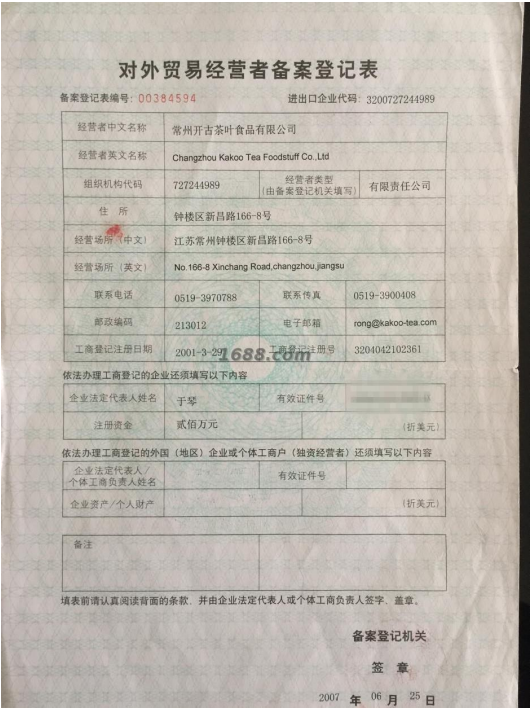 对外贸易经营者备案登记表
备案登记表编号: 00384594 进出口企业代码: 3200727244989
经营者中文名称 常州开古茶叶食品有限公司
经营者英文名称 Changzhou Kakoo Tea Foodstuff Co.,Ltd
组织机构代码 727244989 经营者类型 (由备案登记机关填写) 有限责任公司
住 所 钟楼区新昌路166-8号
经营场所(中文) 江苏常州钟楼区新昌路166-8号
经营场所(英文) No.166-8 Xinchang Road,changzhou,jiangsu
联系电话 0519-3970788 联系传真 0519-3900408
邮政编码 213012 电子邮箱 rong@kakoo-tea.com
工商登记注册日期 2001-3-29 工商登记注册号 3204042102361
1688.com
依法办理工商登记的企业还须填写以下内容
企业法定代表人姓名 于琴 有效证件号
注册资金 贰佰万元 (折美元)
依法办理工商登记的外国(地区)企业或个体工商户(独资经营者)还须填写以下内容
企业法定代表人/
个体工商负责人姓名 有效证件号
企业资产/个人财产 (折美元)
备注
填表前请认真阅读背面的条款,并由企业法定代表人或个体工商负责人签字、盖章。
备案登记机关
签 章
2007 年 06 月 25 日